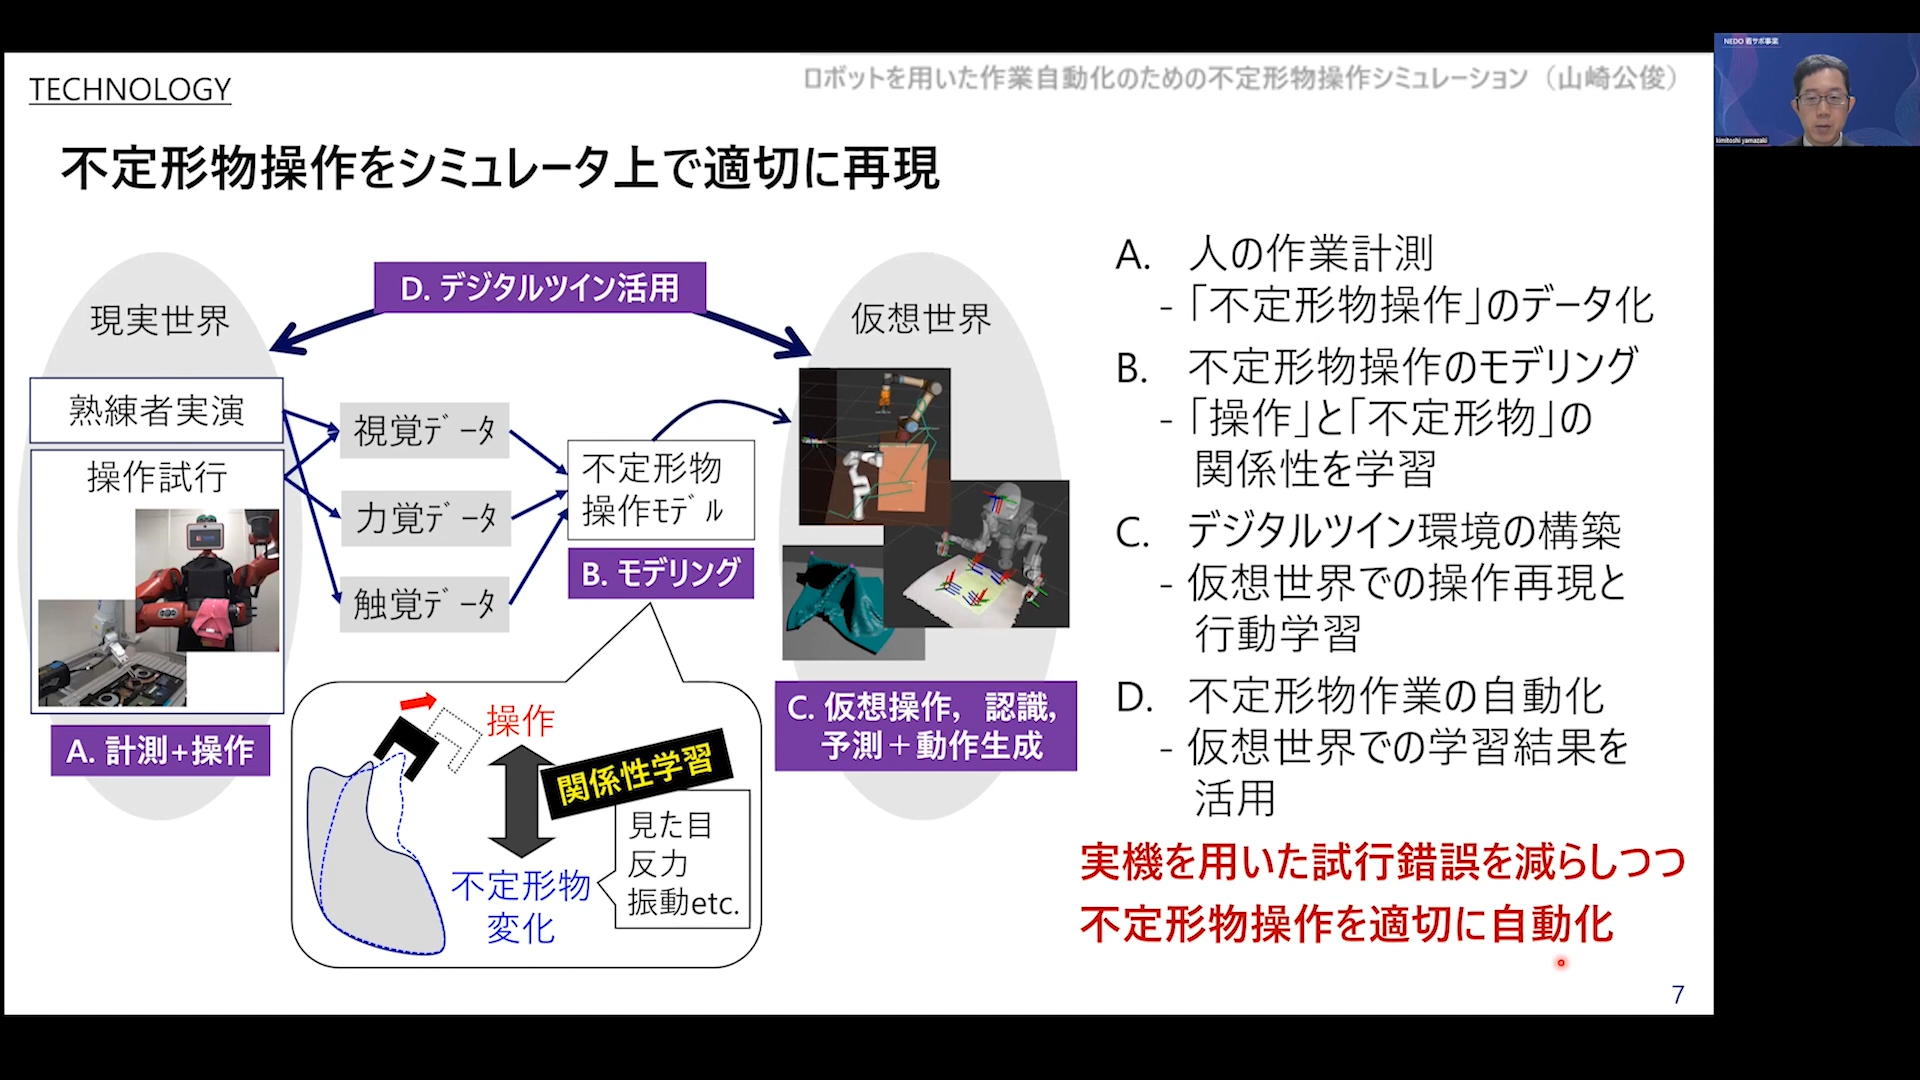 TECHNOLOGY
ロボットを用いた作業自動化のための不定形物操作シミュレーション（山崎公俊）
NEDO 若サポ事業
kimitoshi yamazaki
不定形物操作をシミュレータ上で適切に再現
D. デジタルツイン活用
現実世界
仮想世界
熟練者実演
操作試行
視覚ﾃﾞｰﾀ
力覚ﾃﾞｰﾀ
触覚ﾃﾞｰﾀ
不定形物
操作ﾓﾃﾞﾙ
B. モデリング
A. 計測+操作
C. 仮想操作，認識,
予測＋動作生成
操作
関係性学習
見た目
反力
振動etc.
不定形物
変化
A. 人の作業計測
- 「不定形物操作」のデータ化
B. 不定形物操作のモデリング
- 「操作」と「不定形物」の
関係性を学習
C. デジタルツイン環境の構築
- 仮想世界での操作再現と
行動学習
D. 不定形物作業の自動化
- 仮想世界での学習結果を
活用
実機を用いた試行錯誤を減らしつつ
不定形物操作を適切に自動化
7